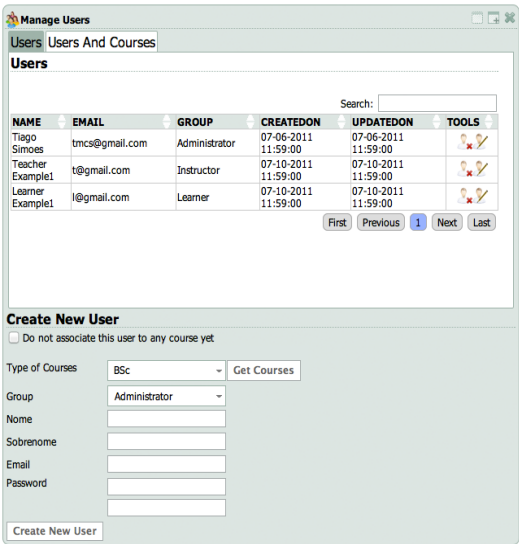 Manage Users
Users Users And Courses
Users
Search:
NAME EMAIL GROUP CREATEDON UPDATEDON TOOLS
Tiago Simoes tmcs@gmail.com Administrator 07-06-2011 11:59:00 07-06-2011 11:59:00
Teacher Example1 t@gmail.com Instructor 07-10-2011 11:59:00 07-10-2011 11:59:00
Learner Example1 l@gmail.com Learner 07-10-2011 11:59:00 07-10-2011 11:59:00
First Previous 1 Next Last
Create New User
Do not associate this user to any course yet
Type of Courses BSc Get Courses
Group Administrator
Nome
Sobrenome
Email
Password
Create New User